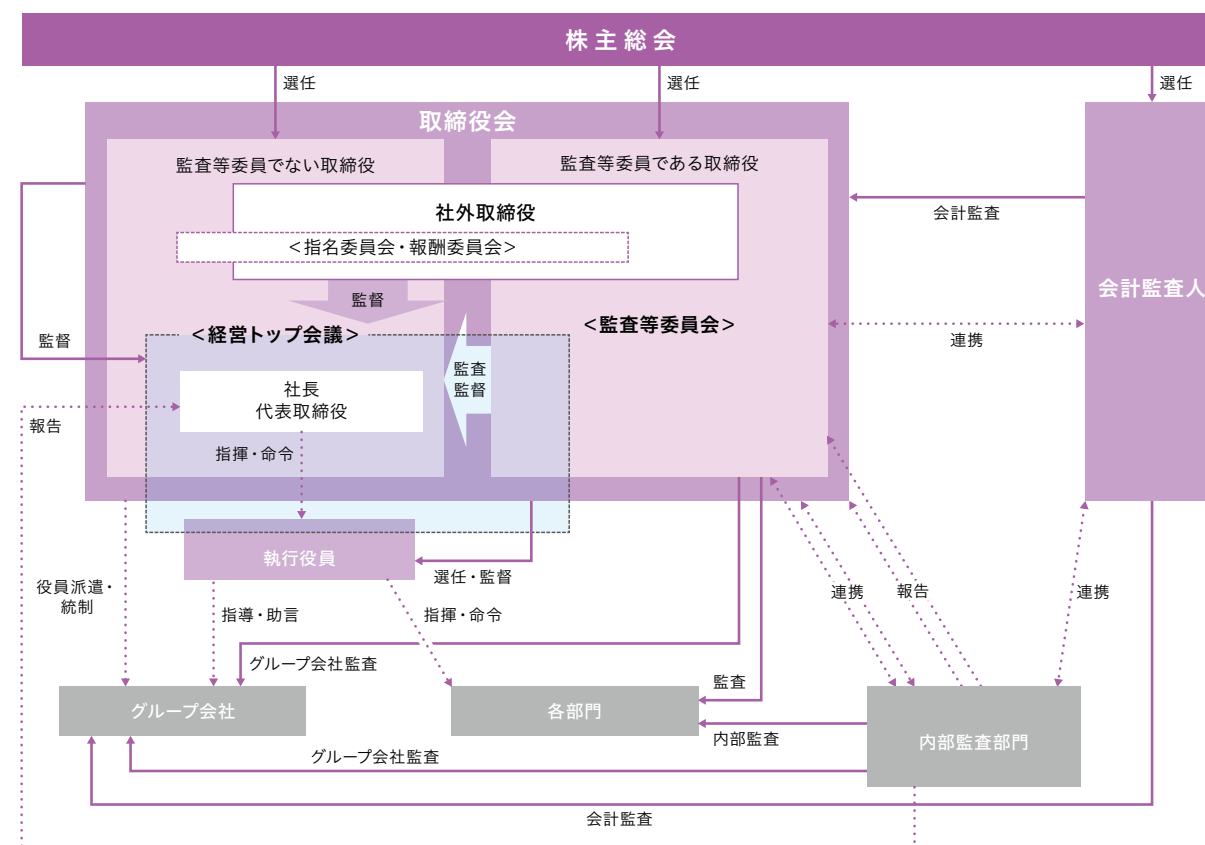 株主総会
選任
選任
選任
取締役会
監査等委員でない取締役
監査等委員である取締役
社外取締役
<指名委員会・報酬委員会>
会計監査
会計監査人
監督
<経営トップ会議>
<監査等委員会>
監督
連携
監査
監督
社長
代表取締役
報告
指揮・命令
執行役員
選任・監督
役員派遣・
統制
指導・助言
指揮・命令
連携
報告
連携
グループ会社監査
監査
グループ会社
各部門
内部監査部門
内部監査
グループ会社監査
会計監査